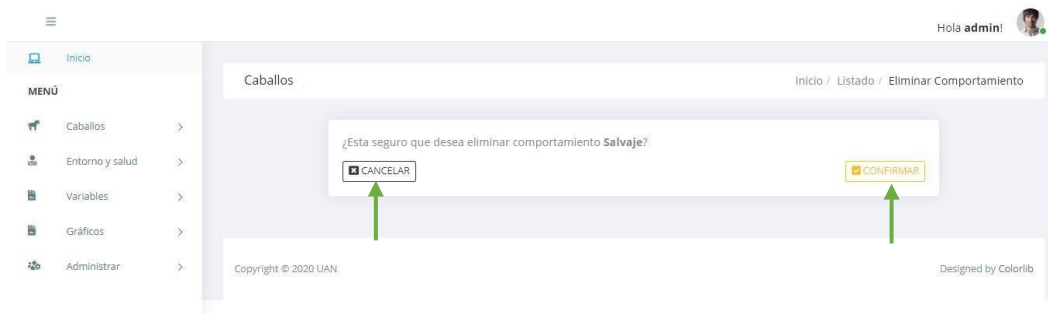 Hola admin!
Inicio
MENÚ
Caballos
Entorno y salud
Variables
Gráficos
Administrar
Caballos
Inicio / Listado / Eliminar Comportamiento
¿Esta seguro que desea eliminar comportamiento Salvaje?
CANCELAR
CONFIRMAR
Copyright © 2020 UAN
Designed by Colorlib